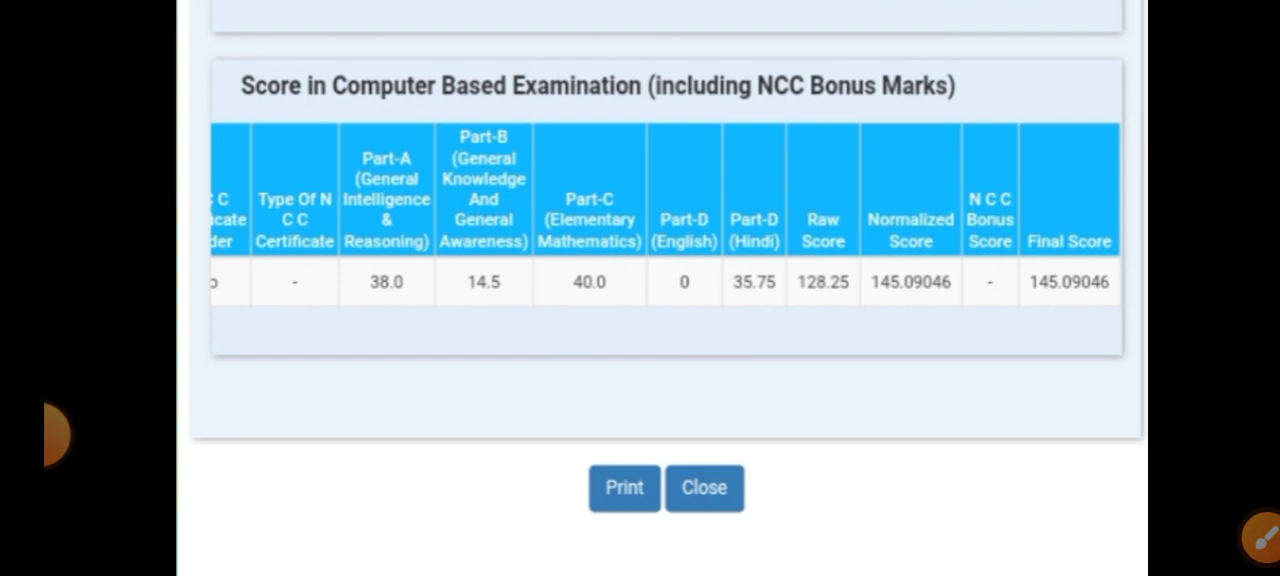 Score in Computer Based Examination (including NCC Bonus Marks)
Type Of N C C Certificate
Part-A (General Intelligence & Reasoning)
Part-B (General Knowledge And General Awareness)
Part-C (Elementary Mathematics)
Part-D (English)
Part-D (Hindi)
Raw Score
Normalized Score
N C C Bonus Score
Final Score
- 38.0 14.5 40.0 0 35.75 128.25 145.09046 - 145.09046
Print Close